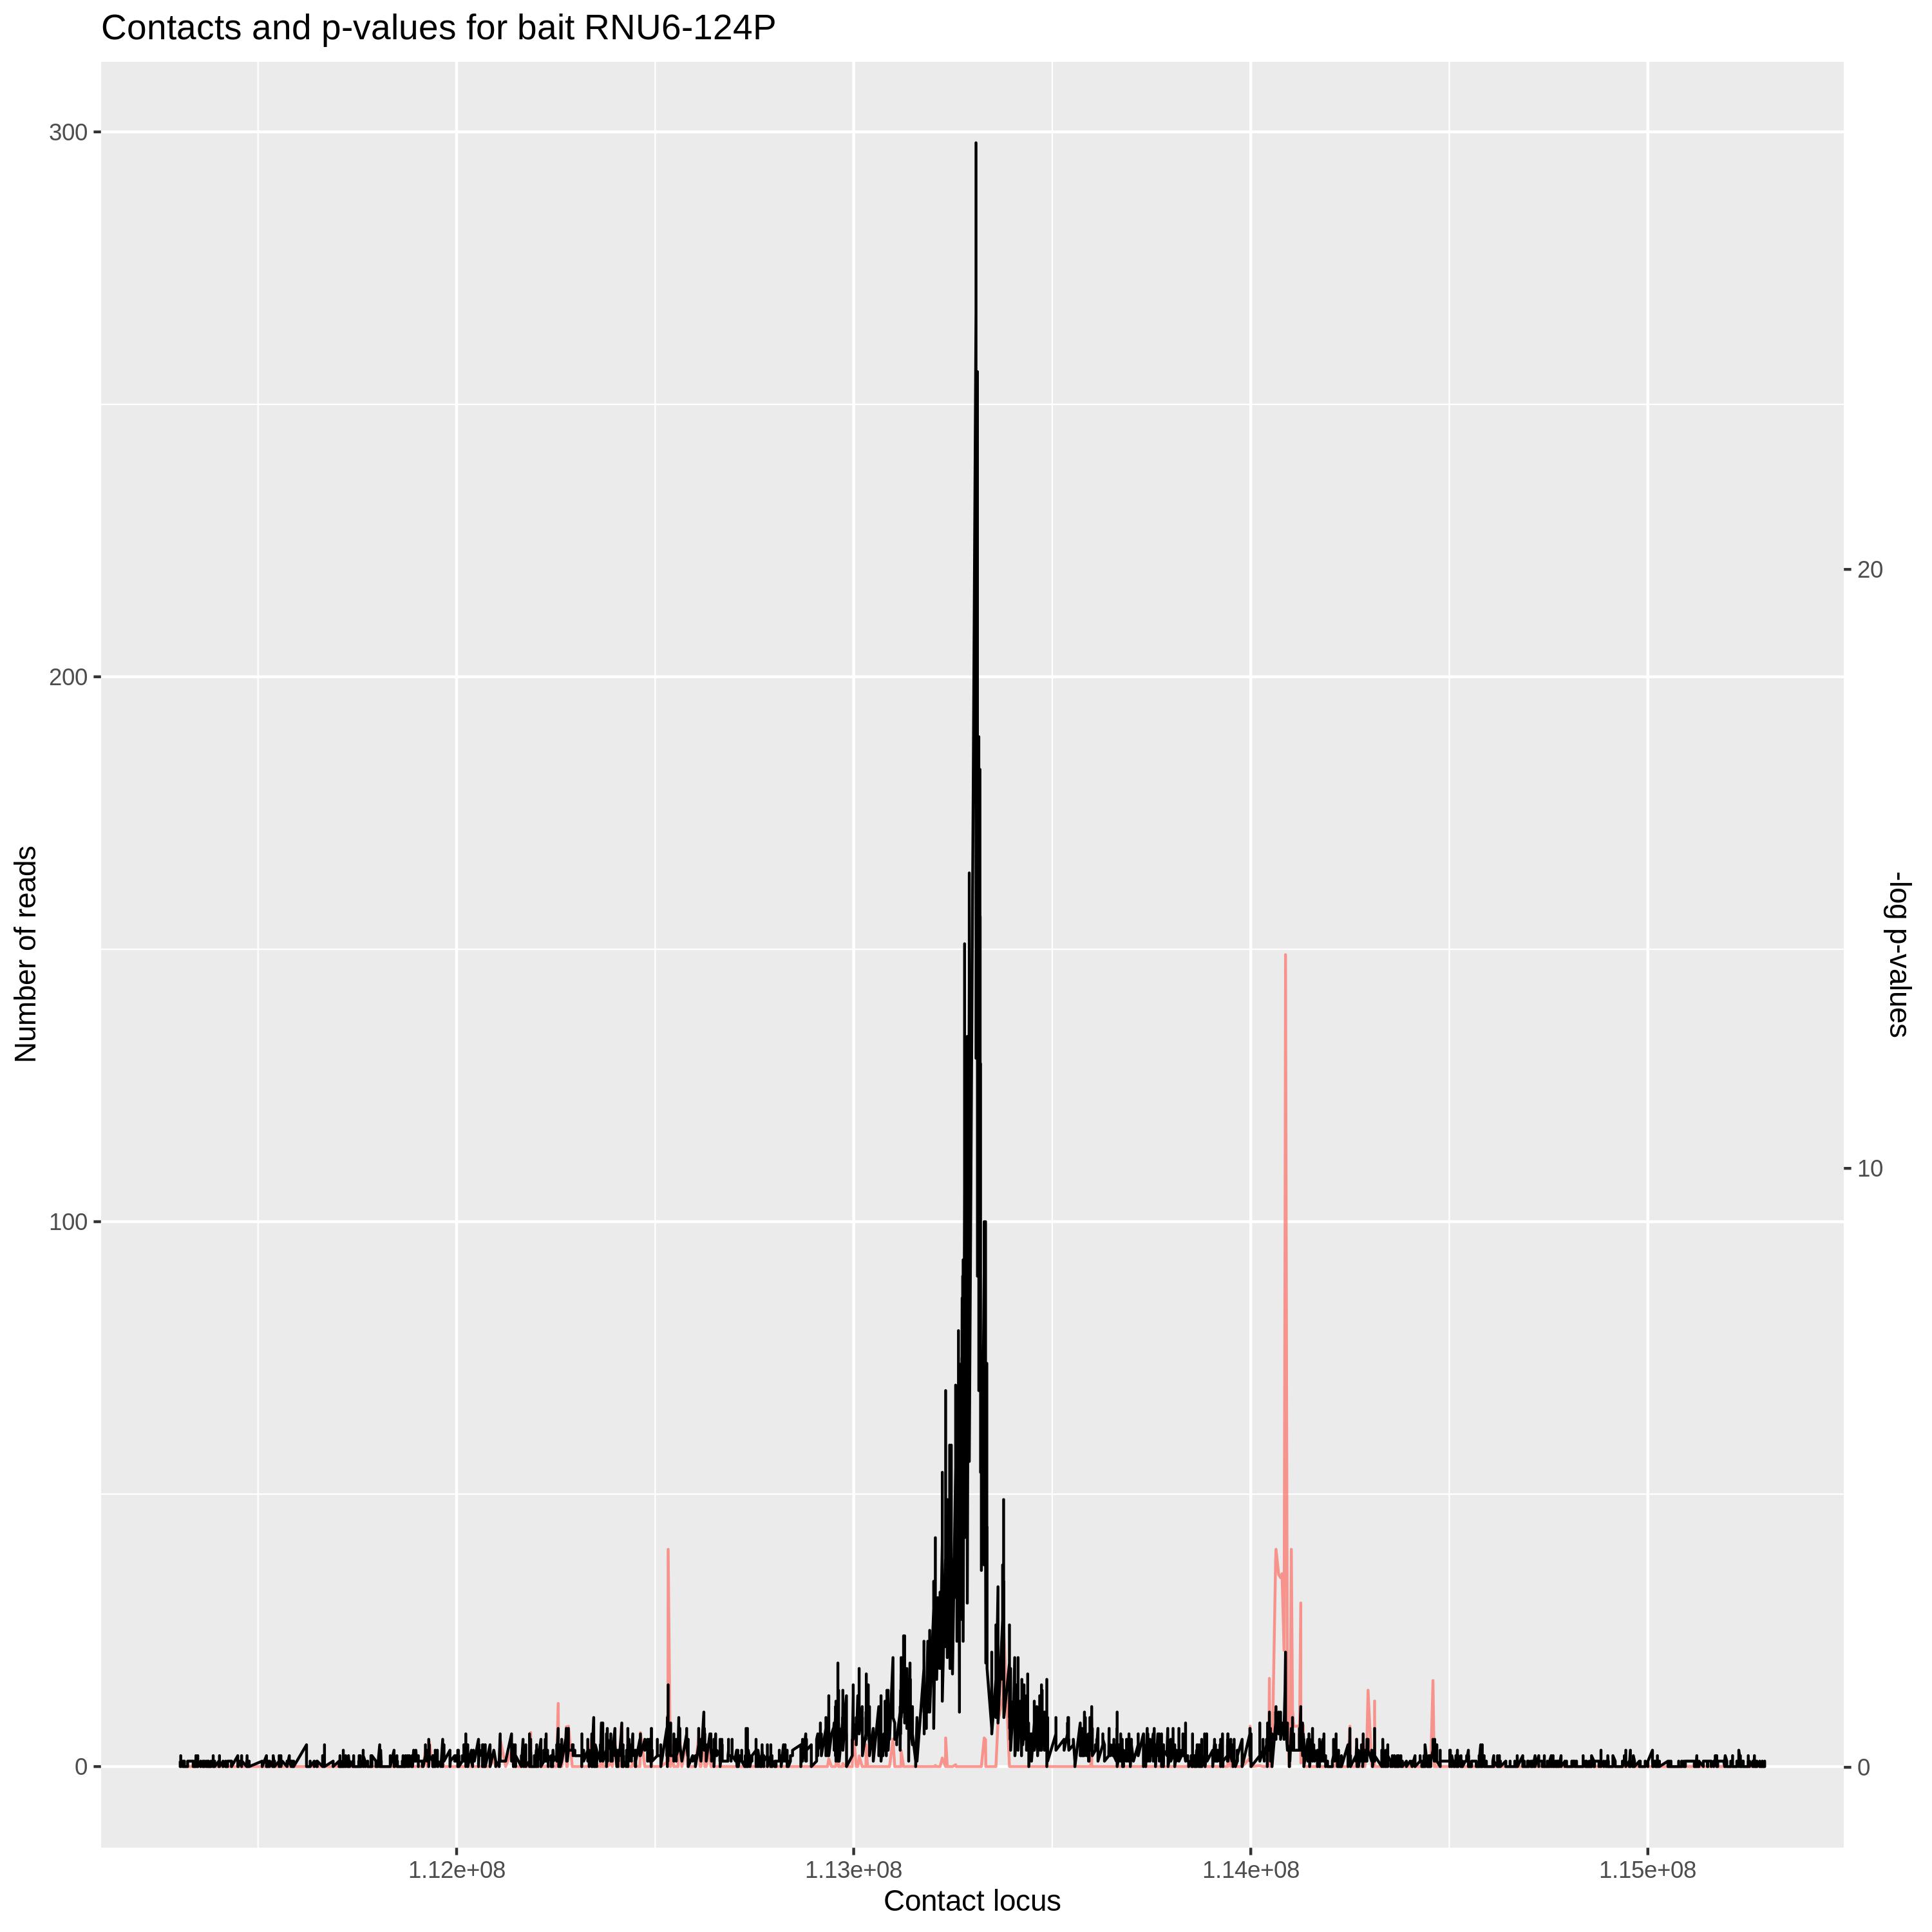 Contacts and p-values for bait RNU6-124P
300
200
100
0
Number of reads
20
10
0
-log p-values
1.12e+08
1.13e+08
1.14e+08
1.15e+08
Contact locus